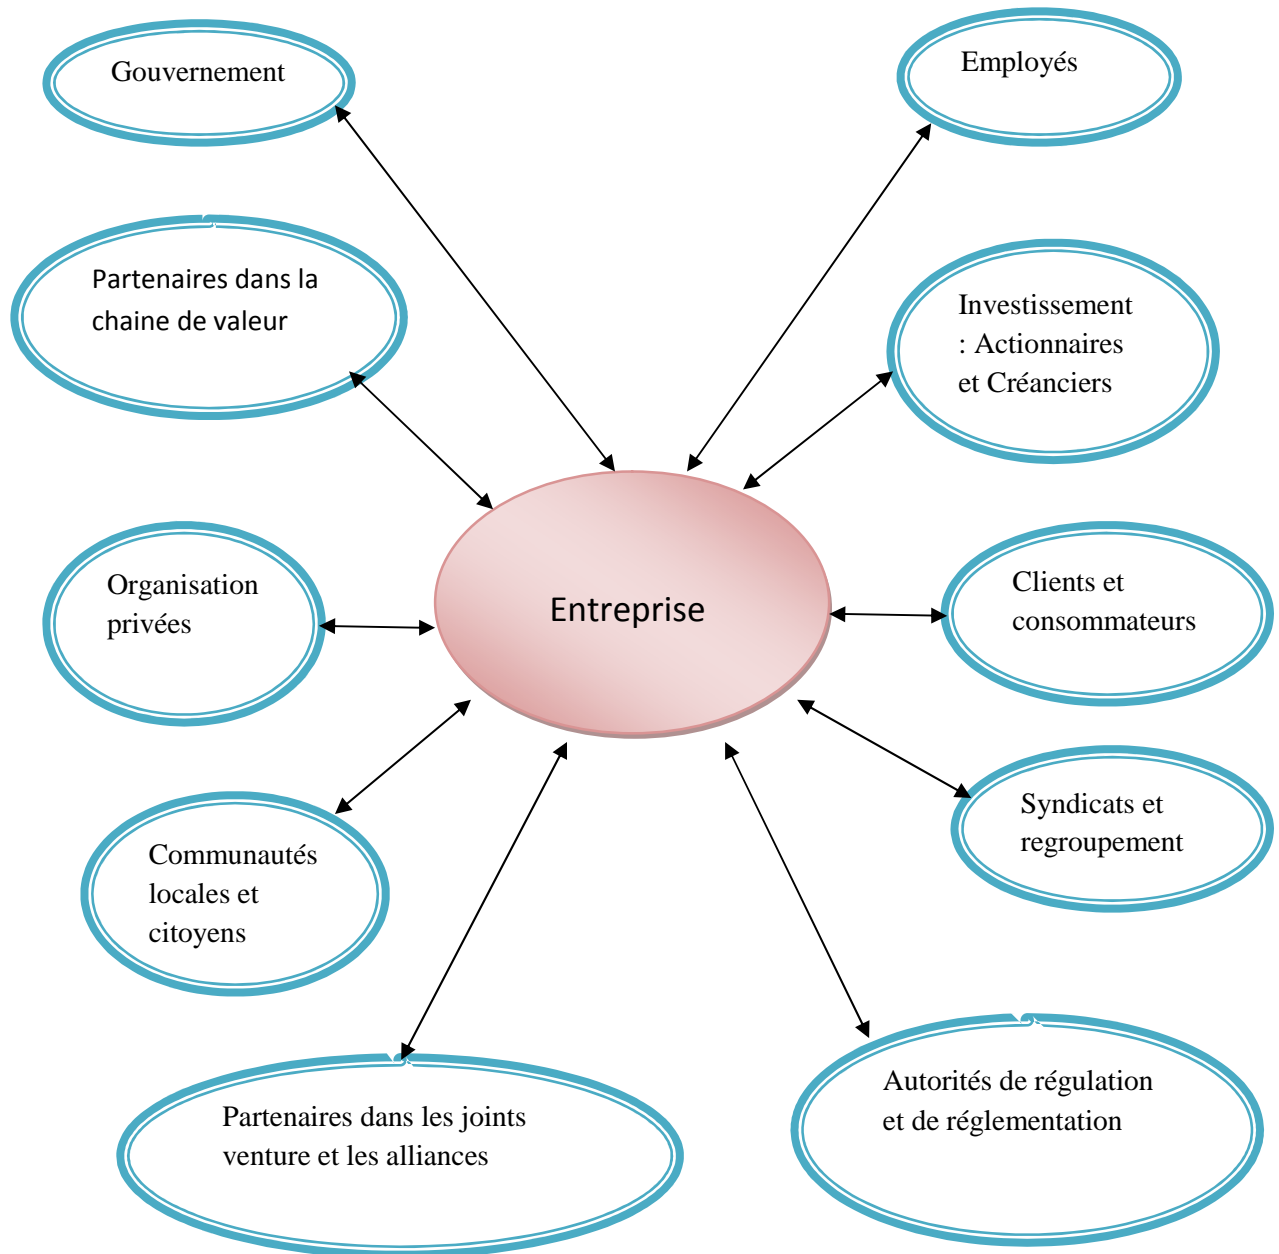 Gouvernement
Employés
Partenaires dans la
chaine de valeur
Investissement
: Actionnaires
et Créanciers
Organisation
privées
Entreprise
Clients et
consommateurs
Syndicats et
regroupement
Communautés
locales et
citoyens
Partenaires dans les joints
venture et les alliances
Autorités de régulation
et de réglementation